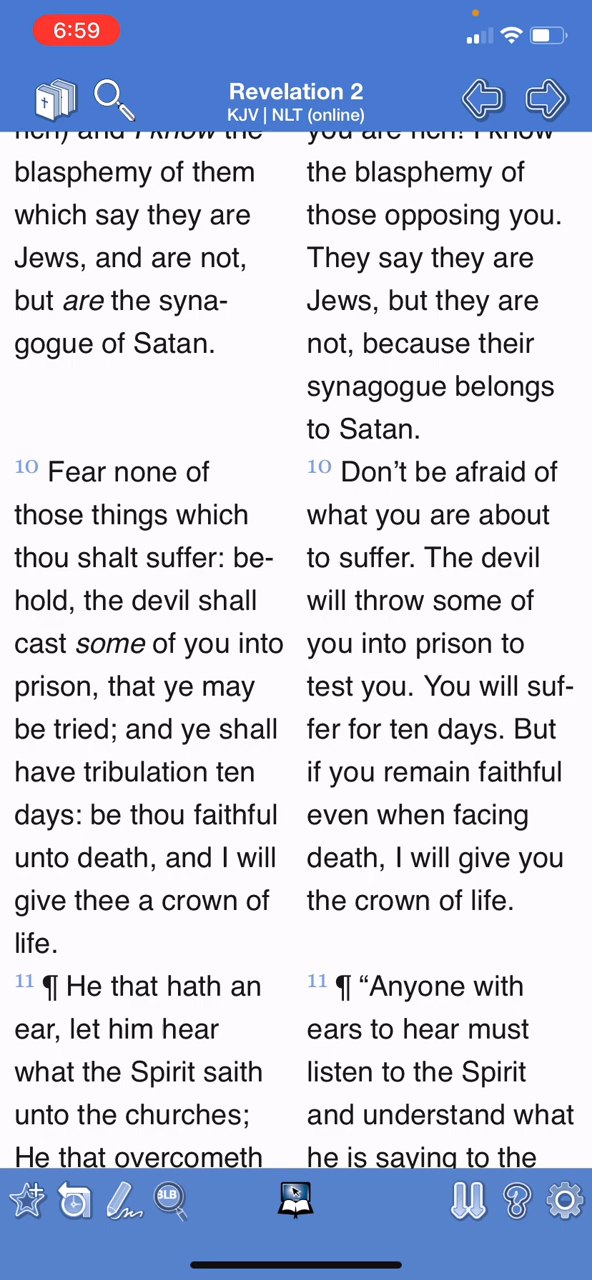 6:59
Revelation 2
KJV | NLT (online)
rich) and I know the
blasphemy of them
which say they are
Jews, and are not,
but are the syna-
gogue of Satan.
10 Fear none of
those things which
thou shalt suffer: be-
hold, the devil shall
cast some of you into
prison, that ye may
be tried; and ye shall
have tribulation ten
days: be thou faithful
unto death, and I will
give thee a crown of
life.
11 ¶ He that hath an
ear, let him hear
what the Spirit saith
unto the churches;
He that overcometh
you are rich! I know
the blasphemy of
those opposing you.
They say they are
Jews, but they are
not, because their
synagogue belongs
to Satan.
10 Don’t be afraid of
what you are about
to suffer. The devil
will throw some of
you into prison to
test you. You will suf-
fer for ten days. But
if you remain faithful
even when facing
death, I will give you
the crown of life.
11 ¶ “Anyone with
ears to hear must
listen to the Spirit
and understand what
he is saying to the
BLB